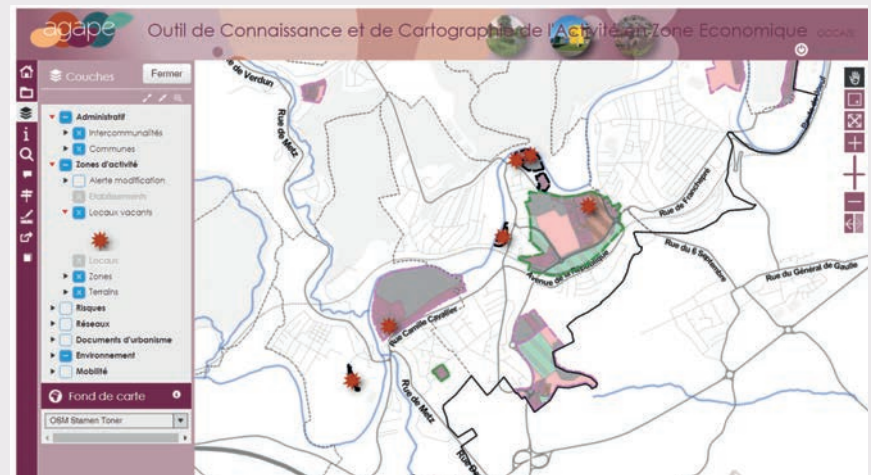 agape
Outil de Connaissance et de Cartographie de l'Activité en Zone Economique
Couches
Fermer
Administratif
Intercommunalités
Communes
Zones d'activité
Alerte modification
Etablissements
Locaux vacants
Locaux
Zones
Terrains
Risques
Réseaux
Documents d'urbanisme
Environnement
Mobilité
Fond de carte
OSM Stamen Toner
de Verdun
Rue de Metz
Rue de Franchepré
Avenue de la République
Rue du 6 Septembre
Rue du Général de Gaulle
Rue Camille Cavallier
Rue de Metz